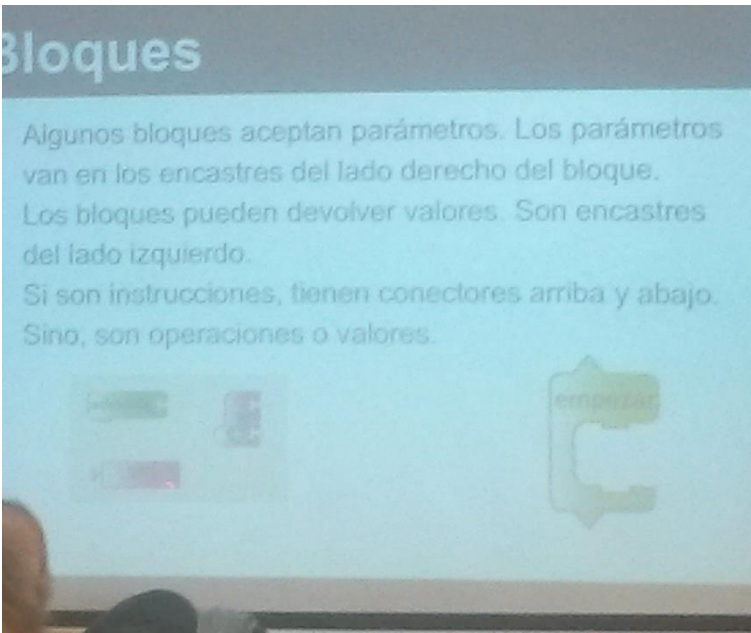 Bloques
Algunos bloques aceptan parámetros. Los parámetros
van en los encastres del lado derecho del bloque.
Los bloques pueden devolver valores. Son encastres
del lado izquierdo.
Si son instrucciones, tienen conectores arriba y abajo.
Sino, son operaciones o valores.
empezar